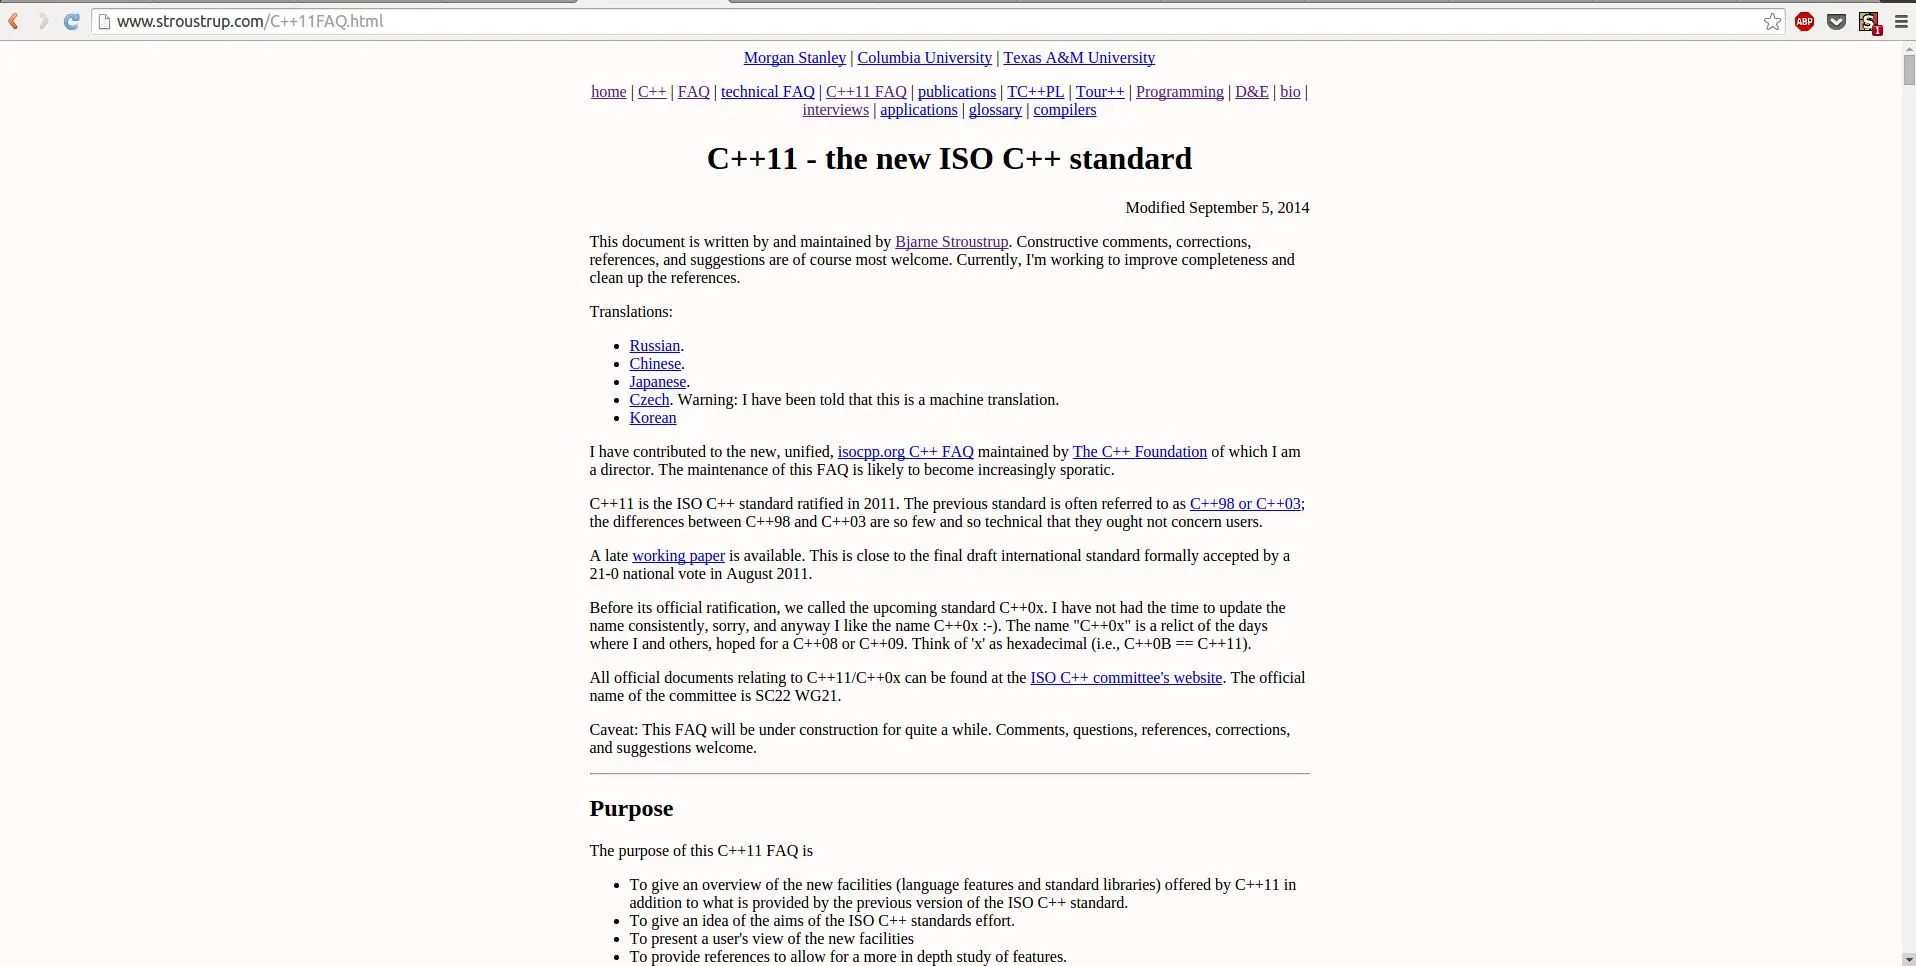 www.stroustrup.com/C++11FAQ.html
ABP
S
1
Morgan Stanley | Columbia University | Texas A&M University
home | C++ | FAQ | technical FAQ | C++11 FAQ | publications | TC++PL | Tour++ | Programming | D&E | bio |
interviews | applications | glossary | compilers
C++11 - the new ISO C++ standard
Modified September 5, 2014
This document is written by and maintained by Bjarne Stroustrup. Constructive comments, corrections,
references, and suggestions are of course most welcome. Currently, I'm working to improve completeness and
clean up the references.
Translations:
• Russian.
• Chinese.
• Japanese.
• Czech. Warning: I have been told that this is a machine translation.
• Korean
I have contributed to the new, unified, isocpp.org C++ FAQ maintained by The C++ Foundation of which I am
a director. The maintenance of this FAQ is likely to become increasingly sporatic.
C++11 is the ISO C++ standard ratified in 2011. The previous standard is often referred to as C++98 or C++03;
the differences between C++98 and C++03 are so few and so technical that they ought not concern users.
A late working paper is available. This is close to the final draft international standard formally accepted by a
21-0 national vote in August 2011.
Before its official ratification, we called the upcoming standard C++0x. I have not had the time to update the
name consistently, sorry, and anyway I like the name C++0x :-). The name "C++0x" is a relict of the days
where I and others, hoped for a C++08 or C++09. Think of 'x' as hexadecimal (i.e., C++0B == C++11).
All official documents relating to C++11/C++0x can be found at the ISO C++ committee's website. The official
name of the committee is SC22 WG21.
Caveat: This FAQ will be under construction for quite a while. Comments, questions, references, corrections,
and suggestions welcome.
Purpose
The purpose of this C++11 FAQ is
• To give an overview of the new facilities (language features and standard libraries) offered by C++11 in
addition to what is provided by the previous version of the ISO C++ standard.
• To give an idea of the aims of the ISO C++ standards effort.
• To present a user's view of the new facilities
• To provide references to allow for a more in depth study of features.